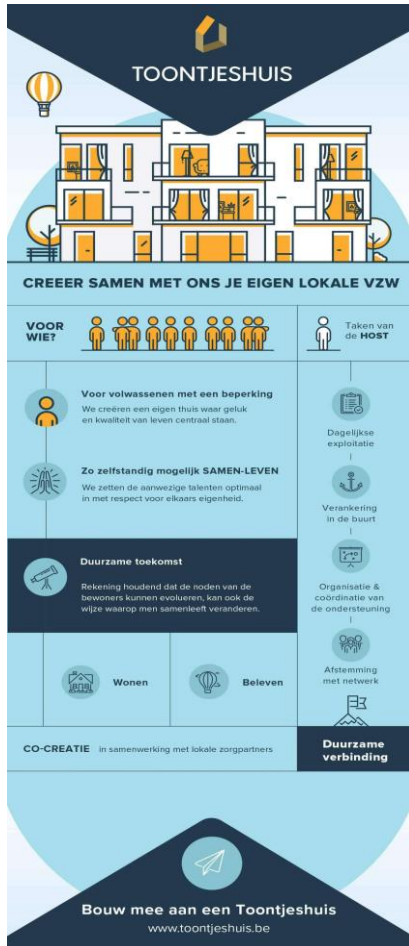 TOONTJESHUIS
CREEER SAMEN MET ONS JE EIGEN LOKALE VZW
VOOR
WIE?
Taken van
de HOST
Voor volwassenen met een beperking
We creëren een eigen thuis waar geluk
en kwaliteit van leven centraal staan.
Zo zelfstandig mogelijk SAMEN-LEVEN
We zetten de aanwezige talenten optimaal
in met respect voor elkaars eigenheid.
Duurzame toekomst
Rekening houdend dat de noden van de
bewoners kunnen evolueren, kan ook de
wijze waarop men samenleeft veranderen.
Wonen
Beleven
Dagelijkse
exploitatie
Verankering
in de buurt
Organisatie &
coördinatie van
de ondersteuning
Afstemming
met netwerk
CO-CREATIE in samenwerking met lokale zorgpartners
Duurzame
verbinding
Bouw mee aan een Toontjeshuis
www.toontjeshuis.be